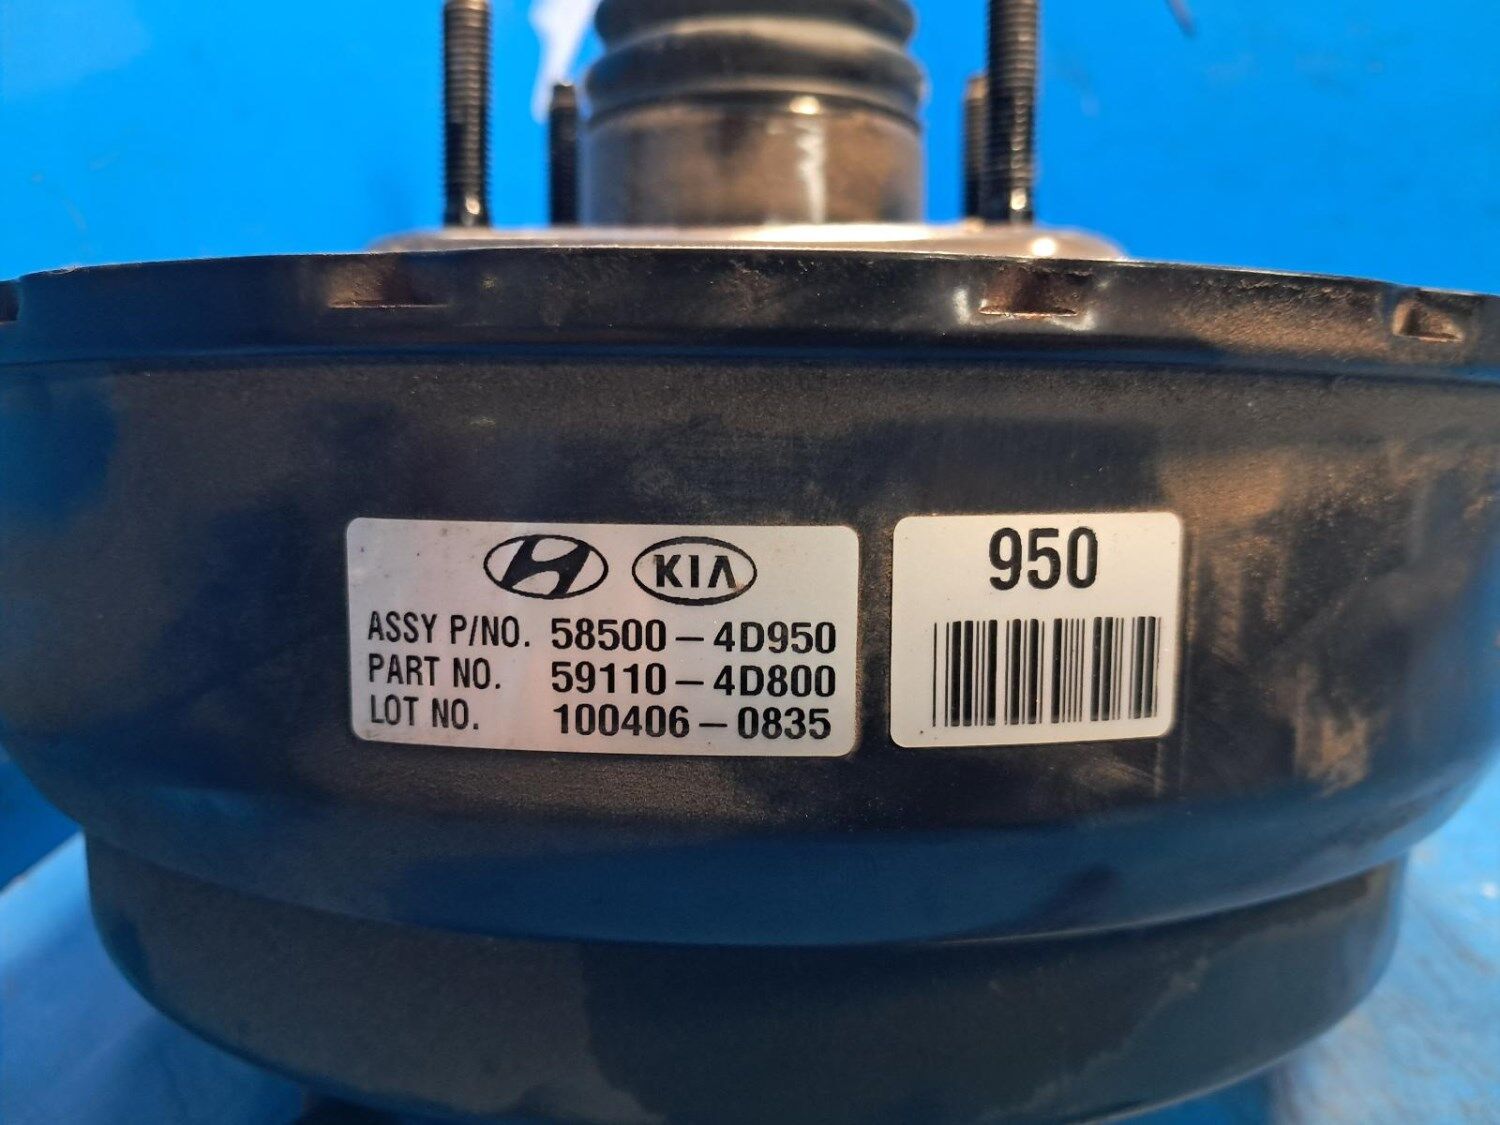 KIA
ASSY P/NO. 58500-4D950
PART NO. 59110-4D800
LOT NO. 100406-0835
950